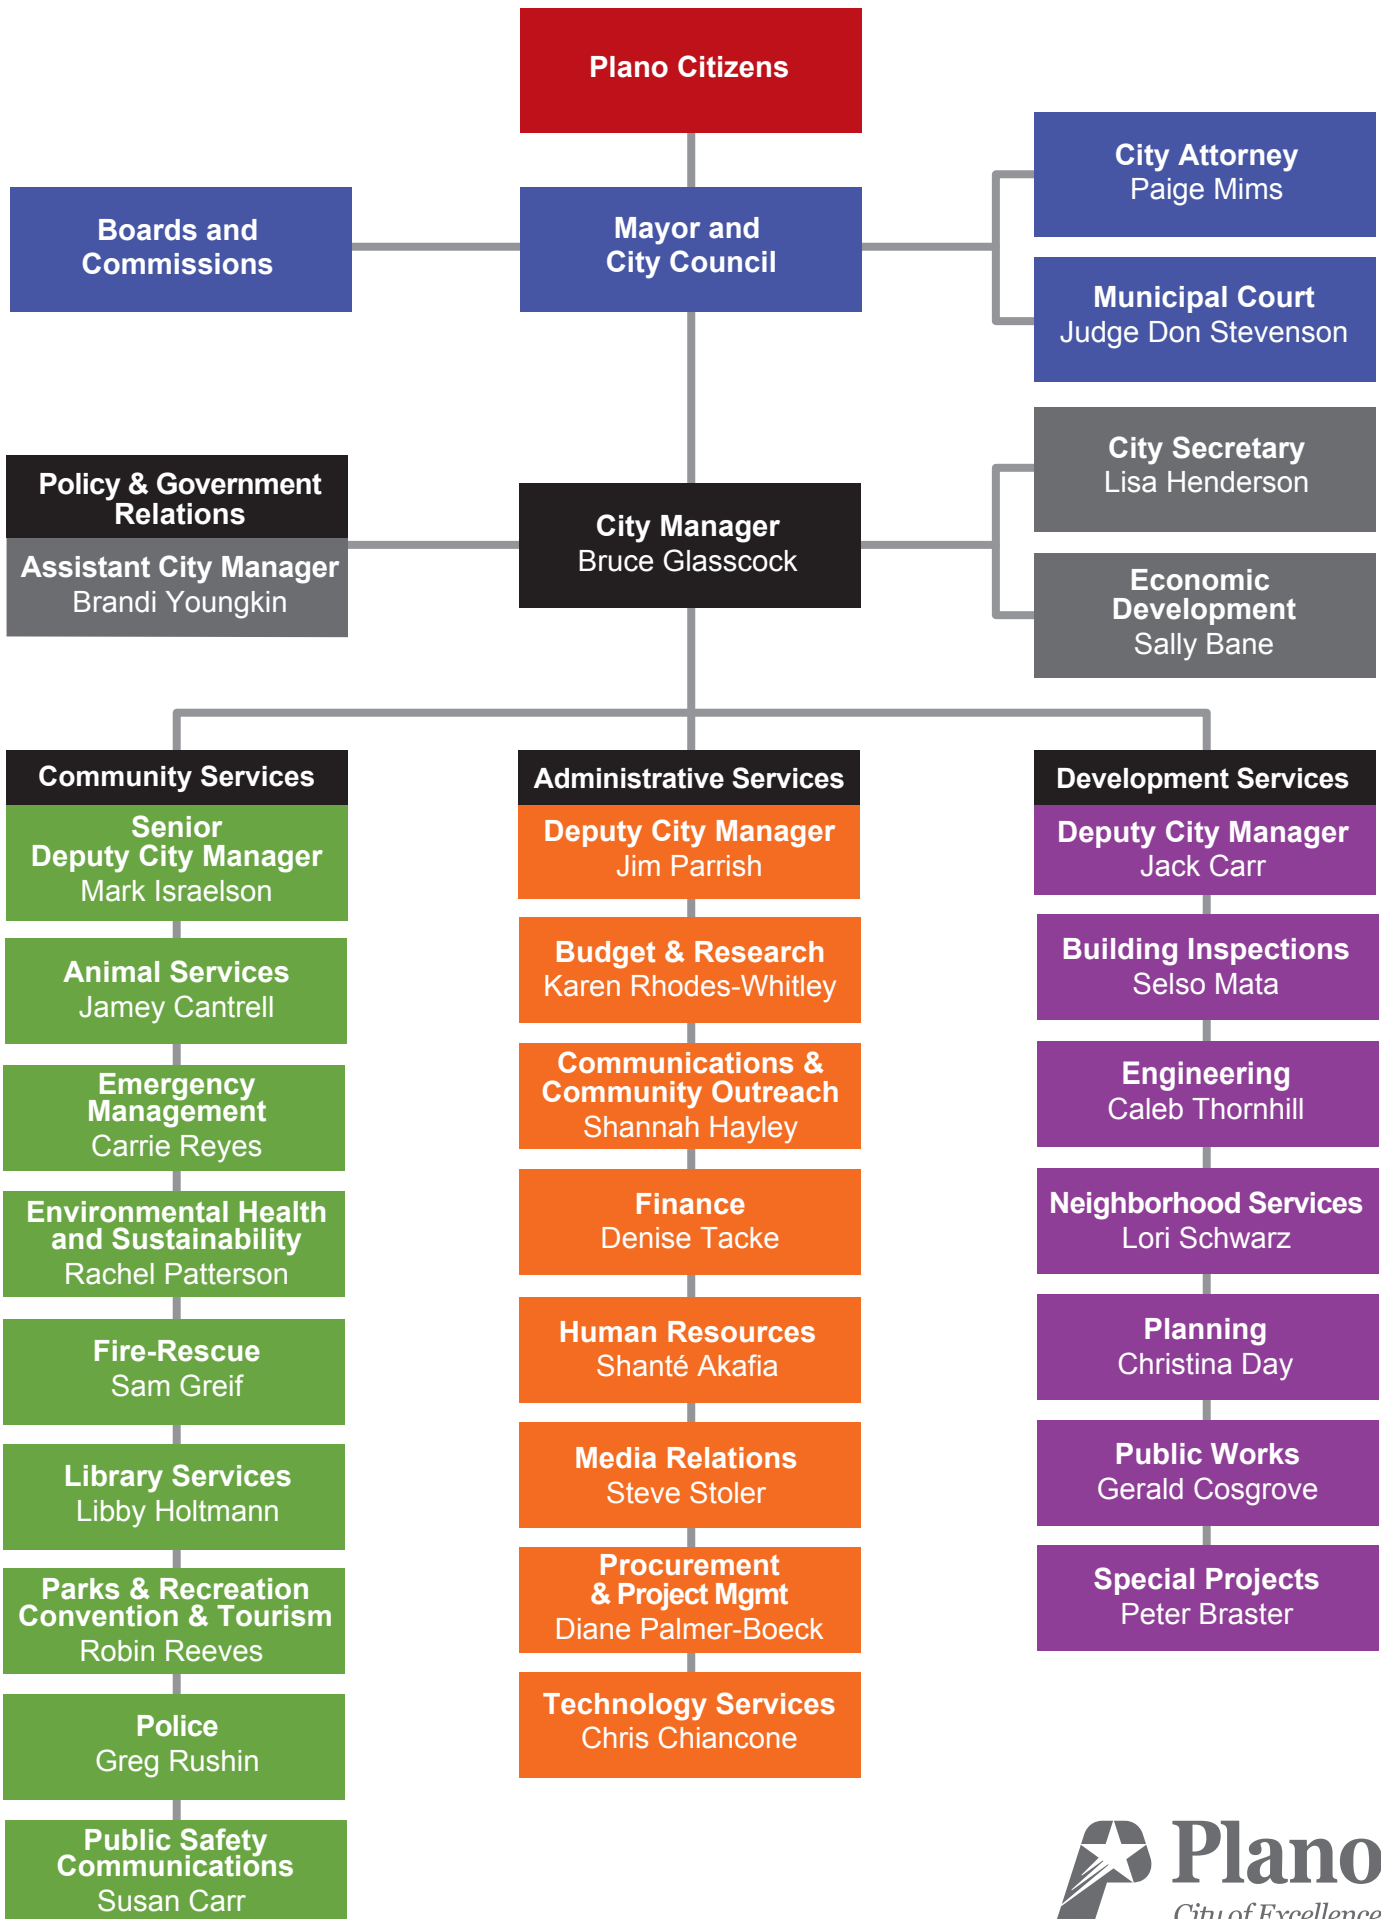 Plano Citizens
Boards and
Commissions
Mayor and
City Council
City Attorney
Paige Mims
Municipal Court
Judge Don Stevenson
Policy & Government
Relations
Assistant City Manager
Brandi Youngkin
City Manager
Bruce Glasscock
City Secretary
Lisa Henderson
Economic
Development
Sally Bane
Community Services
Senior
Deputy City Manager
Mark Israelson
Animal Services
Jamey Cantrell
Emergency
Management
Carrie Reyes
Environmental Health
and Sustainability
Rachel Patterson
Fire-Rescue
Sam Greif
Library Services
Libby Holtmann
Parks & Recreation
Convention & Tourism
Robin Reeves
Police
Greg Rushin
Public Safety
Communications
Susan Carr
Administrative Services
Deputy City Manager
Jim Parrish
Budget & Research
Karen Rhodes-Whitley
Communications &
Community Outreach
Shannah Hayley
Finance
Denise Tacke
Human Resources
Shanté Akafia
Media Relations
Steve Stoler
Procurement
& Project Mgmt
Diane Palmer-Boeck
Technology Services
Chris Chiancone
Development Services
Deputy City Manager
Jack Carr
Building Inspections
Selso Mata
Engineering
Caleb Thornhill
Neighborhood Services
Lori Schwarz
Planning
Christina Day
Public Works
Gerald Cosgrove
Special Projects
Peter Braster
Plano
City of Excellence